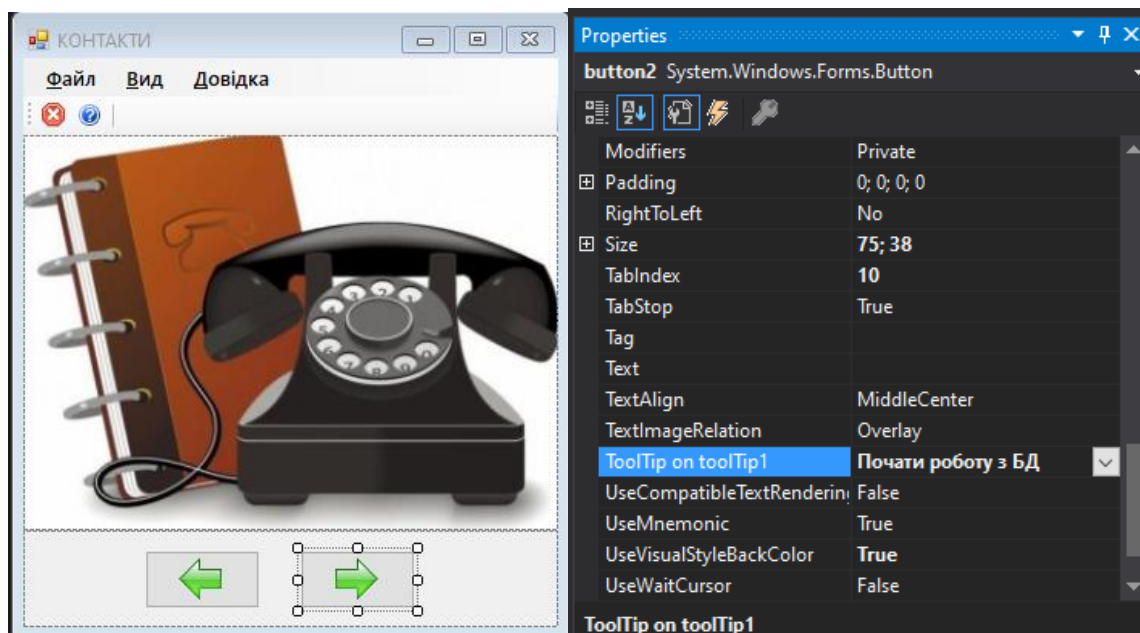 КОНТАКТИ
Файл Вид Довідка
Properties
button2 System.Windows.Forms.Button
Modifiers Private
Padding 0; 0; 0; 0
RightToLeft No
Size 75; 38
TabIndex 10
TabStop True
Tag
Text
TextAlign MiddleCenter
TextImageRelation Overlay
ToolTip on toolTip1 Почати роботу з БД
UseCompatibleTextRendering False
UseMnemonic True
UseVisualStyleBackColor True
UseWaitCursor False
ToolTip on toolTip1